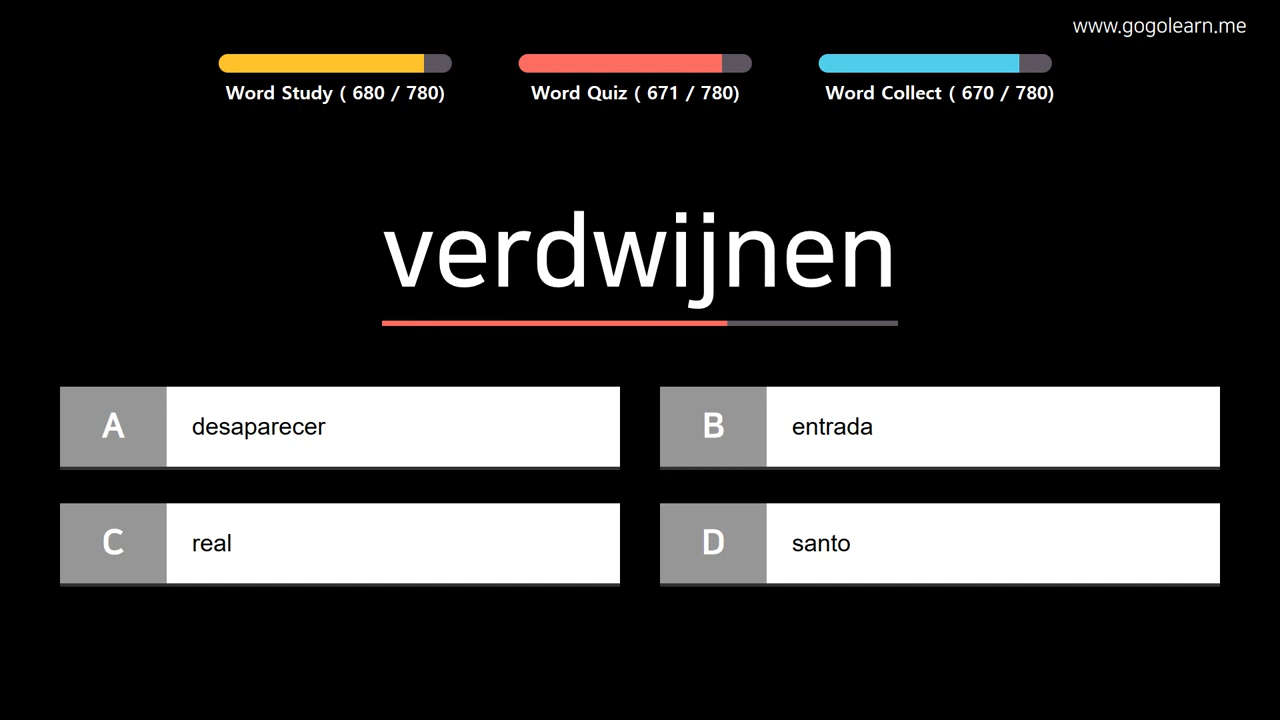 www.gogolearn.me
Word Study ( 680 / 780)
Word Quiz ( 671 / 780)
Word Collect ( 670 / 780)
verdwijnen
A
desaparecer
B
entrada
C
real
D
santo